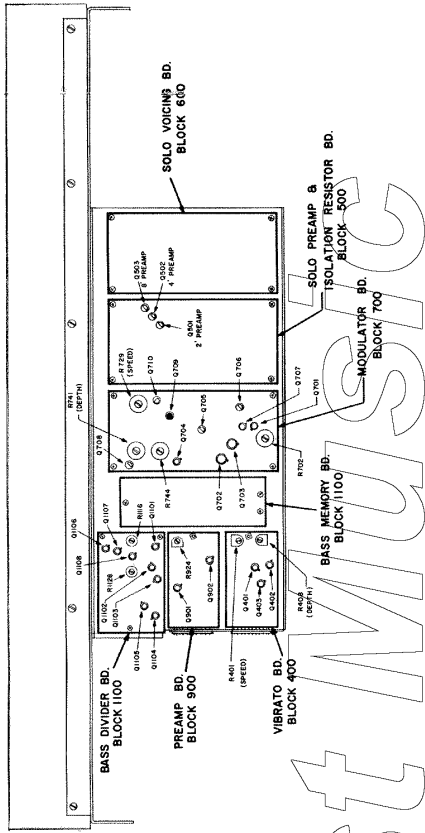 SOLO VOICING BD.
BLOCK 600
SOLO PREAMP &
ISOLATION RESISTOR BD.
BLOCK 500
MODULATOR BD.
BLOCK 700
BASS MEMORY BD.
BLOCK 1100
BASS DIVIDER BD.
BLOCK 1100
PREAMP BD.
BLOCK 900
VIBRATO BD.
BLOCK 400
Q503
8' PREAMP
Q502
4' PREAMP
Q501
2' PREAMP
R741
(DEPTH)
R729
(SPEED)
Q710
Q709
Q708
Q706
Q705
Q704
R744
Q707
Q701
Q702
Q703
R702
Q1106
Q1107
Q1108
R1116
Q1101
R1128
Q1102
Q1103
Q1105
Q1104
R924
Q901
Q902
R401
(SPEED)
Q401
Q403
Q402
R408
(DEPTH)
st Music